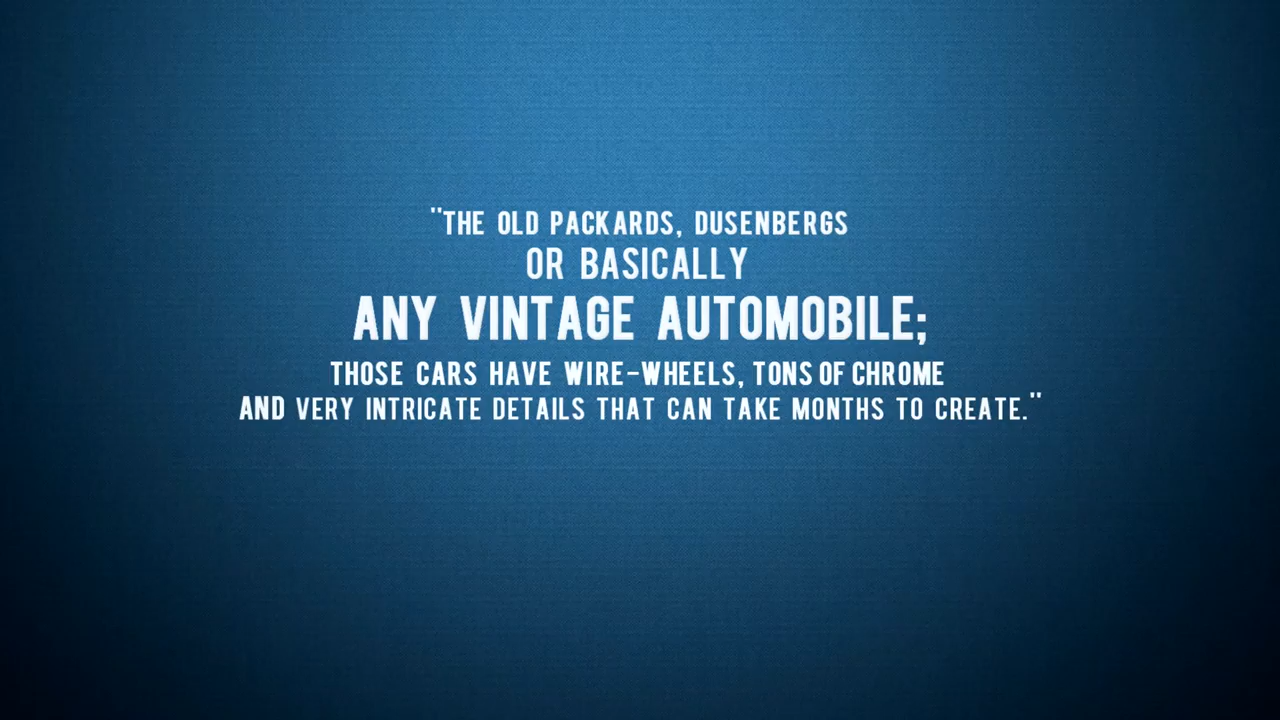 "THE OLD PACKARDS, DUSENBERGS
OR BASICALLY
ANY VINTAGE AUTOMOBILE;
THOSE CARS HAVE WIRE-WHEELS, TONS OF CHROME
AND VERY INTRICATE DETAILS THAT CAN TAKE MONTHS TO CREATE."